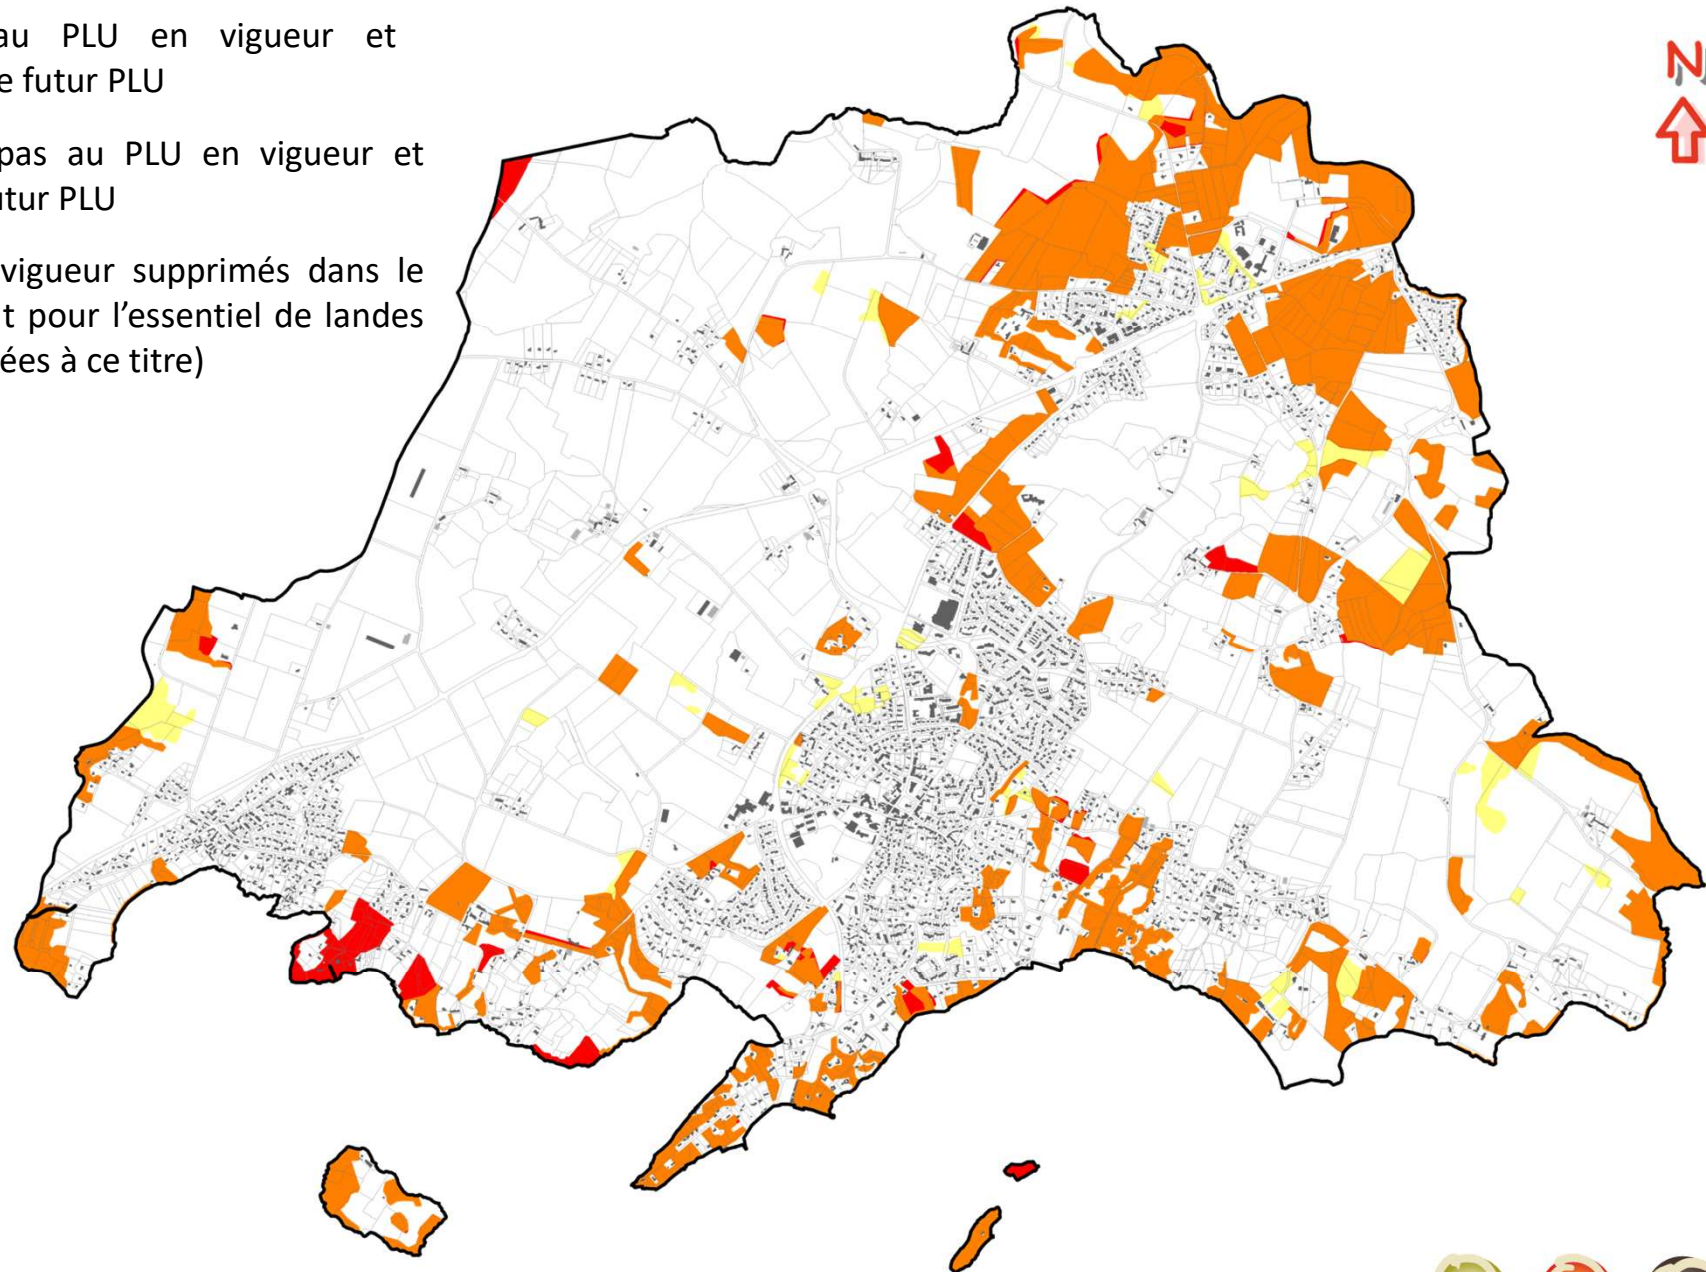 au PLU en vigueur et
e futur PLU
pas au PLU en vigueur et
utur PLU
vigueur supprimés dans le
t pour l’essentiel de landes
ées à ce titre)
N